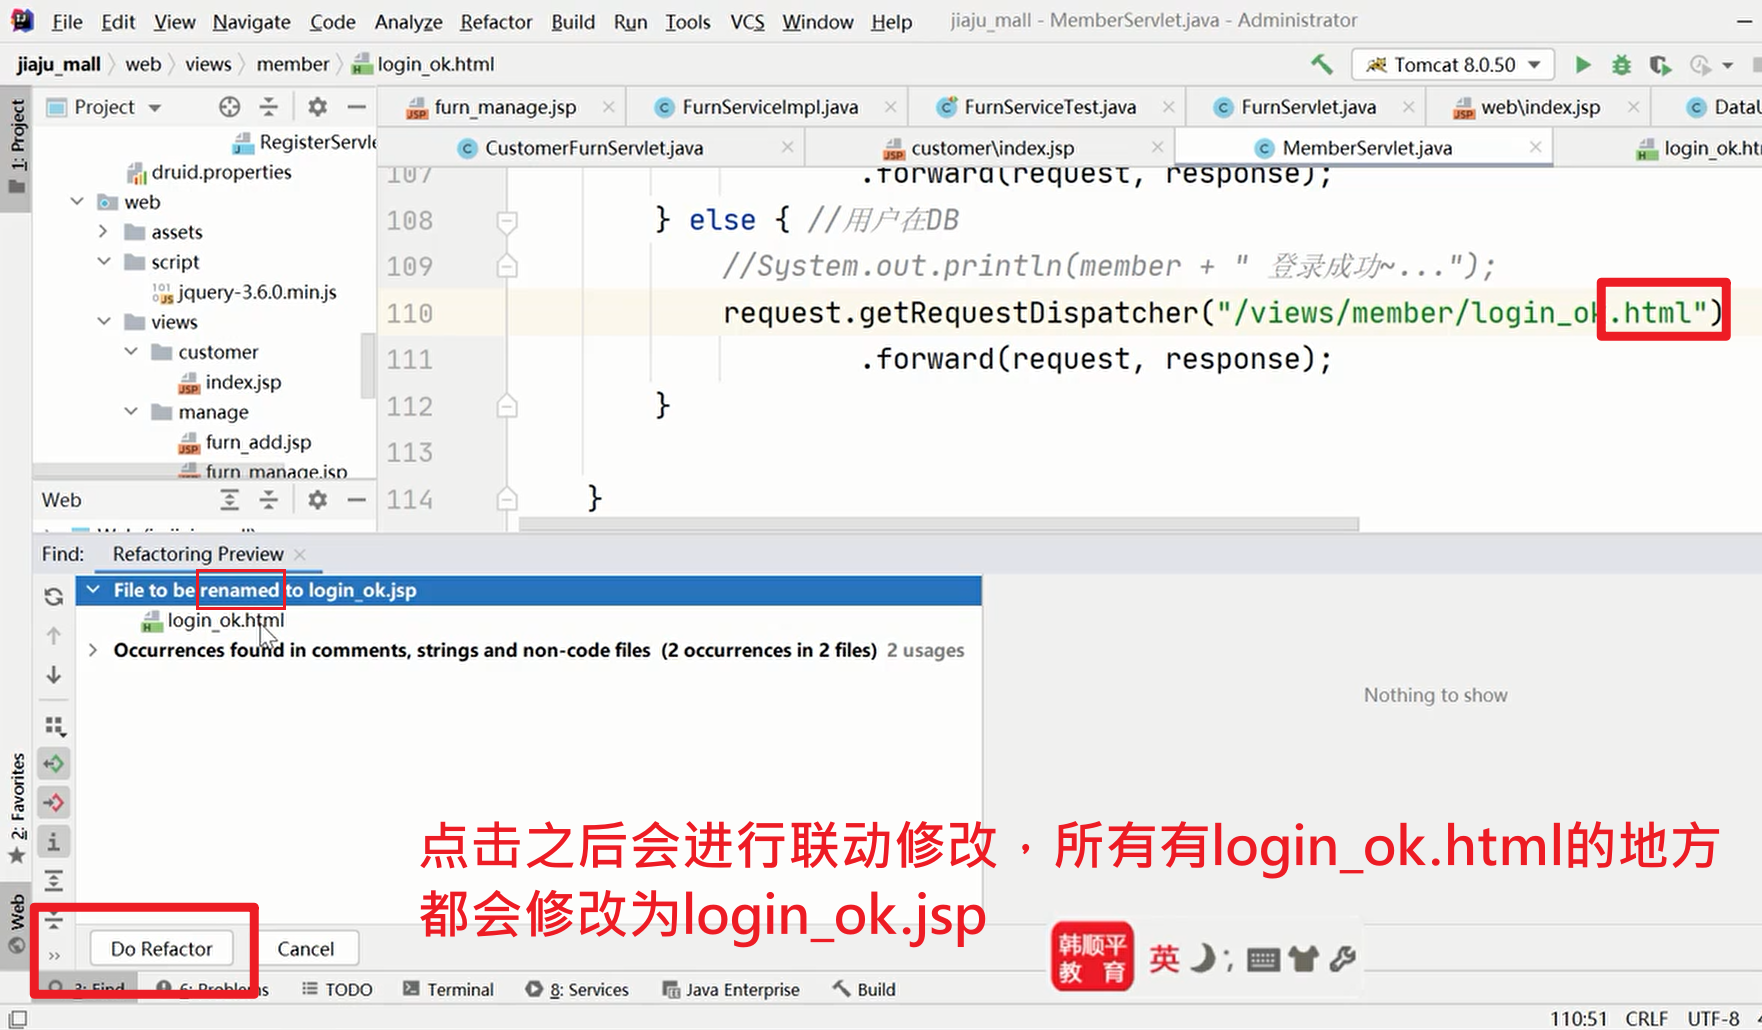 File Edit View Navigate Code Analyze Refactor Build Run Tools VCS Window Help jiaju_mall - MemberServlet.java - Administrator
jiaju_mall web views member login_ok.html Tomcat 8.0.50
1: Project
Project
furn_manage.jsp FurnServiceImpl.java FurnServiceTest.java FurnServlet.java web\index.jsp DataU
CustomerFurnServlet.java customer\index.jsp MemberServlet.java login_ok.ht
RegisterServle
druid.properties
web
assets
script
jquery-3.6.0.min.js
views
customer
index.jsp
manage
furn_add.jsp
furn_manage.jsp
107 .forward(request, response);
108 } else { //用户在DB
109 //System.out.println(member + " 登录成功~...");
110 request.getRequestDispatcher("/views/member/login_ok.html")
111 .forward(request, response);
112 }
113
114 }
Web
Find: Refactoring Preview
File to be renamed to login_ok.jsp
login_ok.html
Occurrences found in comments, strings and non-code files (2 occurrences in 2 files) 2 usages
Nothing to show
2: Favorites
Web
点击之后会进行联动修改，所有有login_ok.html的地方
都会修改为login_ok.jsp
Do Refactor Cancel
韩顺平
教 育
英
3: Find 6: Problems TODO Terminal 8: Services Java Enterprise Build
110:51 CRLF UTF-8